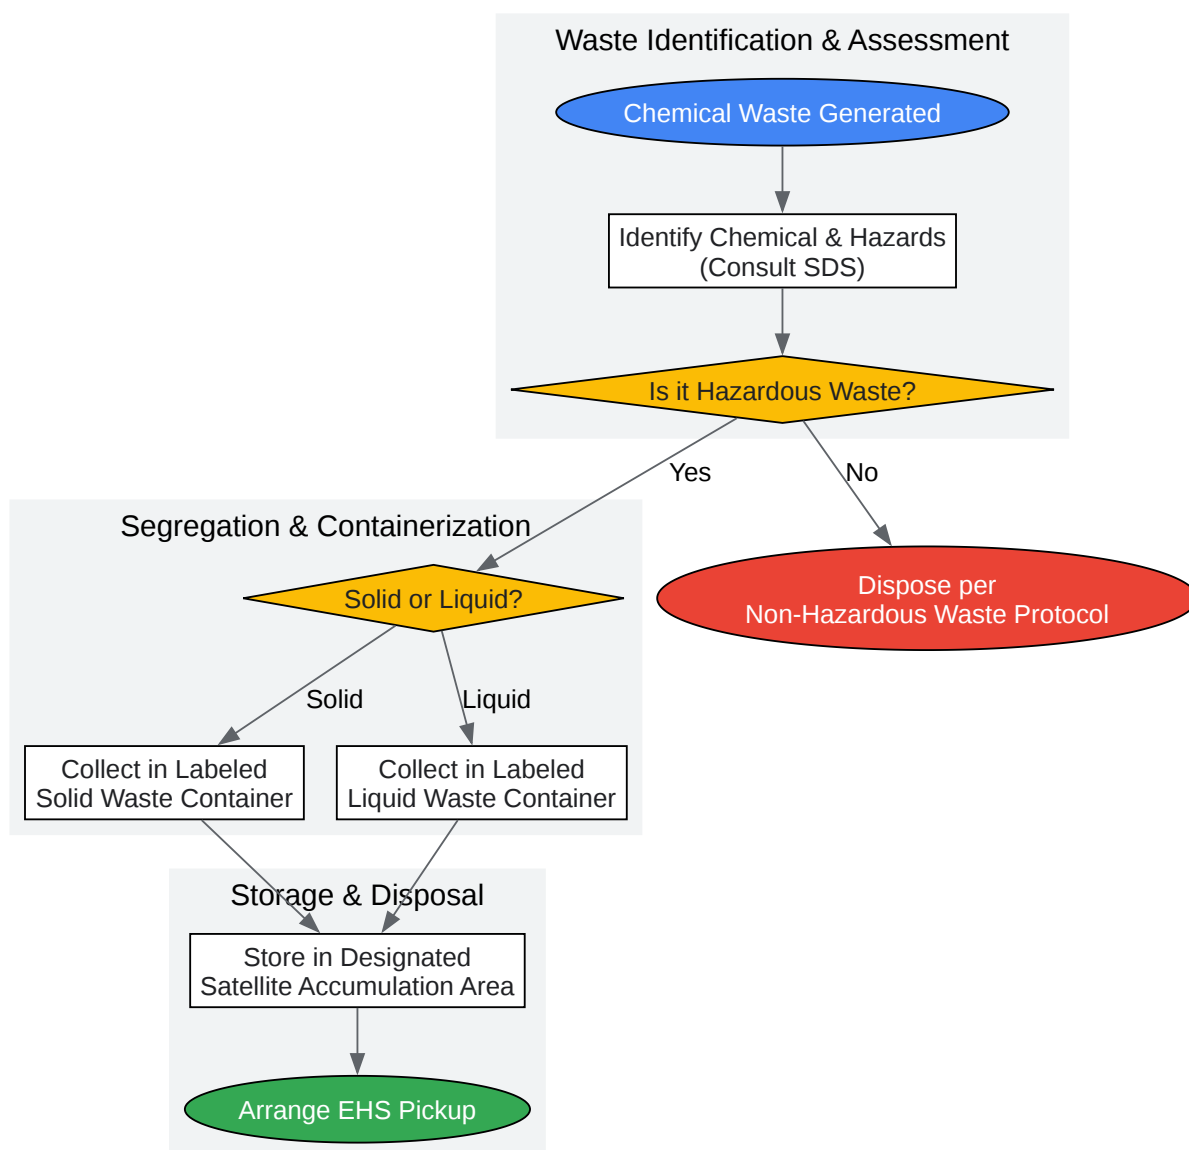 Waste Identification & Assessment
Chemical Waste Generated
Identify Chemical & Hazards
(Consult SDS)
Is it Hazardous Waste?
Yes
No
Segregation & Containerization
Solid or Liquid?
Dispose per
Non-Hazardous Waste Protocol
Solid
Liquid
Collect in Labeled
Solid Waste Container
Collect in Labeled
Liquid Waste Container
Storage & Disposal
Store in Designated
Satellite Accumulation Area
Arrange EHS Pickup